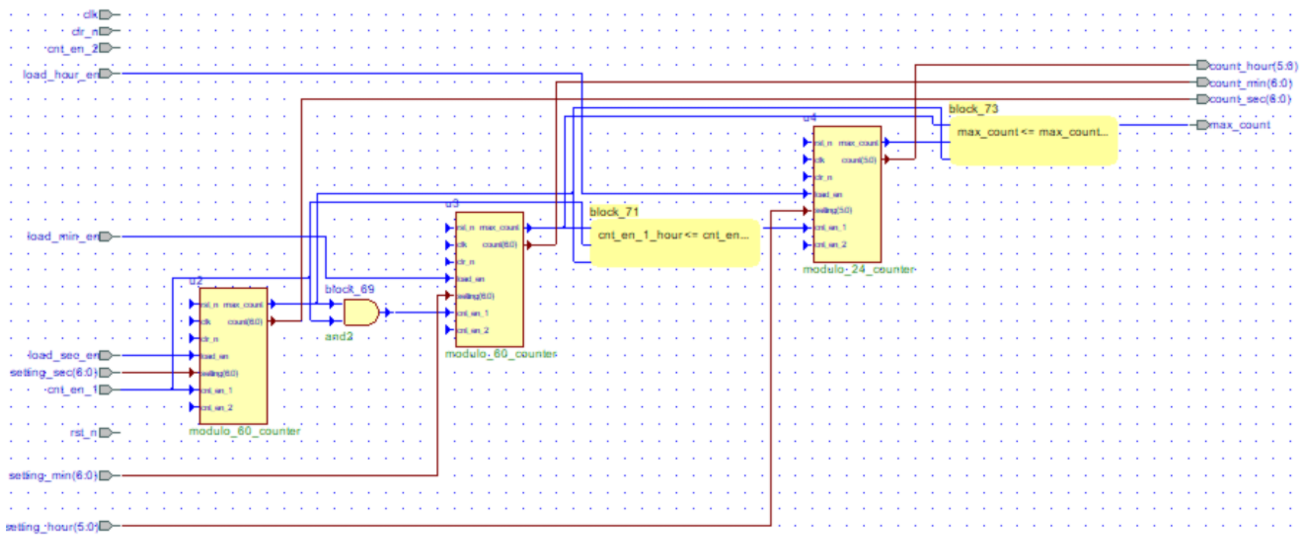 clk
clr_n
cnt_en_2
load_hour_en
load_min_en
load_sec_en
setting_sec(6:0)
cnt_en_1
rst_n
setting_min(6:0)
setting_hour(5:0)
u2
rst_n max_count
clk count(6:0)
clr_n
load_en
setting(6:0)
cnt_en_1
cnt_en_2
modulo_60_counter
block_69
and2
u3
rst_n max_count
clk count(6:0)
clr_n
load_en
setting(6:0)
cnt_en_1
cnt_en_2
modulo_60_counter
block_71
cnt_en_1_hour <= cnt_en...
u4
rst_n max_count
clk count(5:0)
clr_n
load_en
setting(5:0)
cnt_en_1
cnt_en_2
modulo_24_counter
block_73
max_count <= max_count...
count_hour(5:0)
count_min(6:0)
count_sec(6:0)
max_count